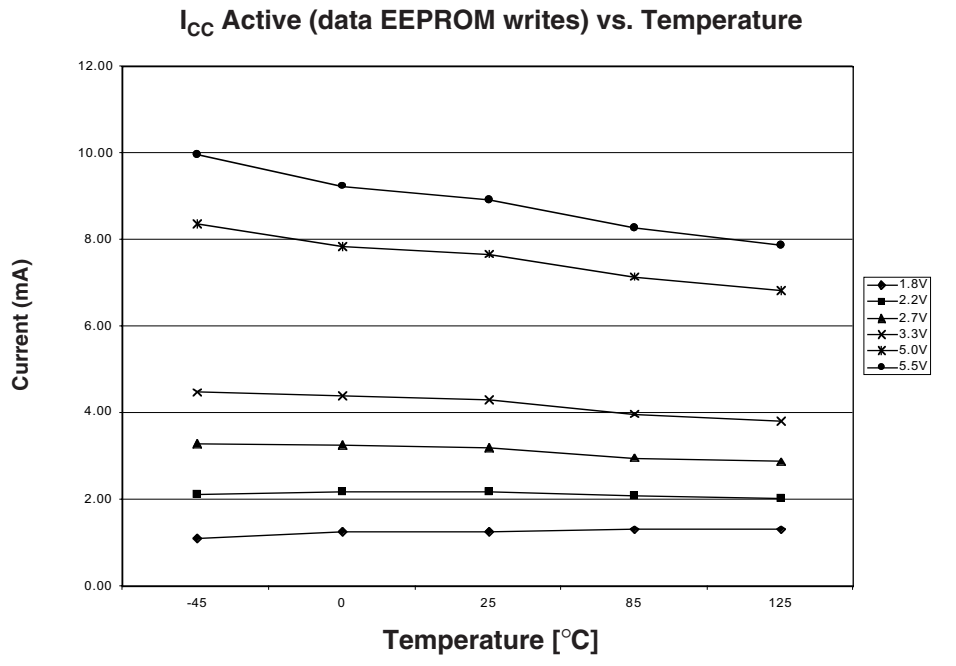 I_CC Active (data EEPROM writes) vs. Temperature
12.00
10.00
8.00
6.00
4.00
2.00
0.00
Current (mA)
-45 0 25 85 125
Temperature [°C]
1.8V
2.2V
2.7V
3.3V
5.0V
5.5V